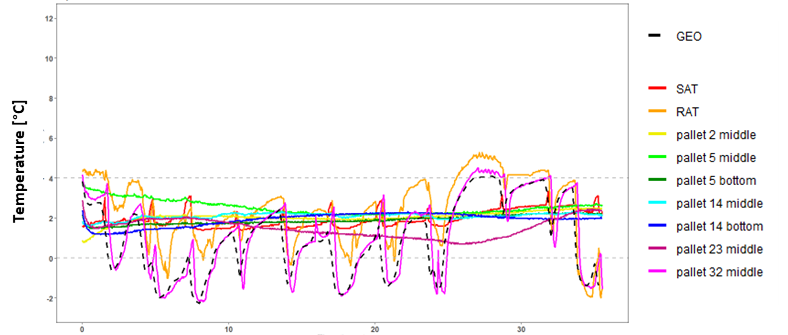 Temperature [°C]
12
10
8
6
4
2
0
-2
0
10
20
30
GEO
SAT
RAT
pallet 2 middle
pallet 5 middle
pallet 5 bottom
pallet 14 middle
pallet 14 bottom
pallet 23 middle
pallet 32 middle